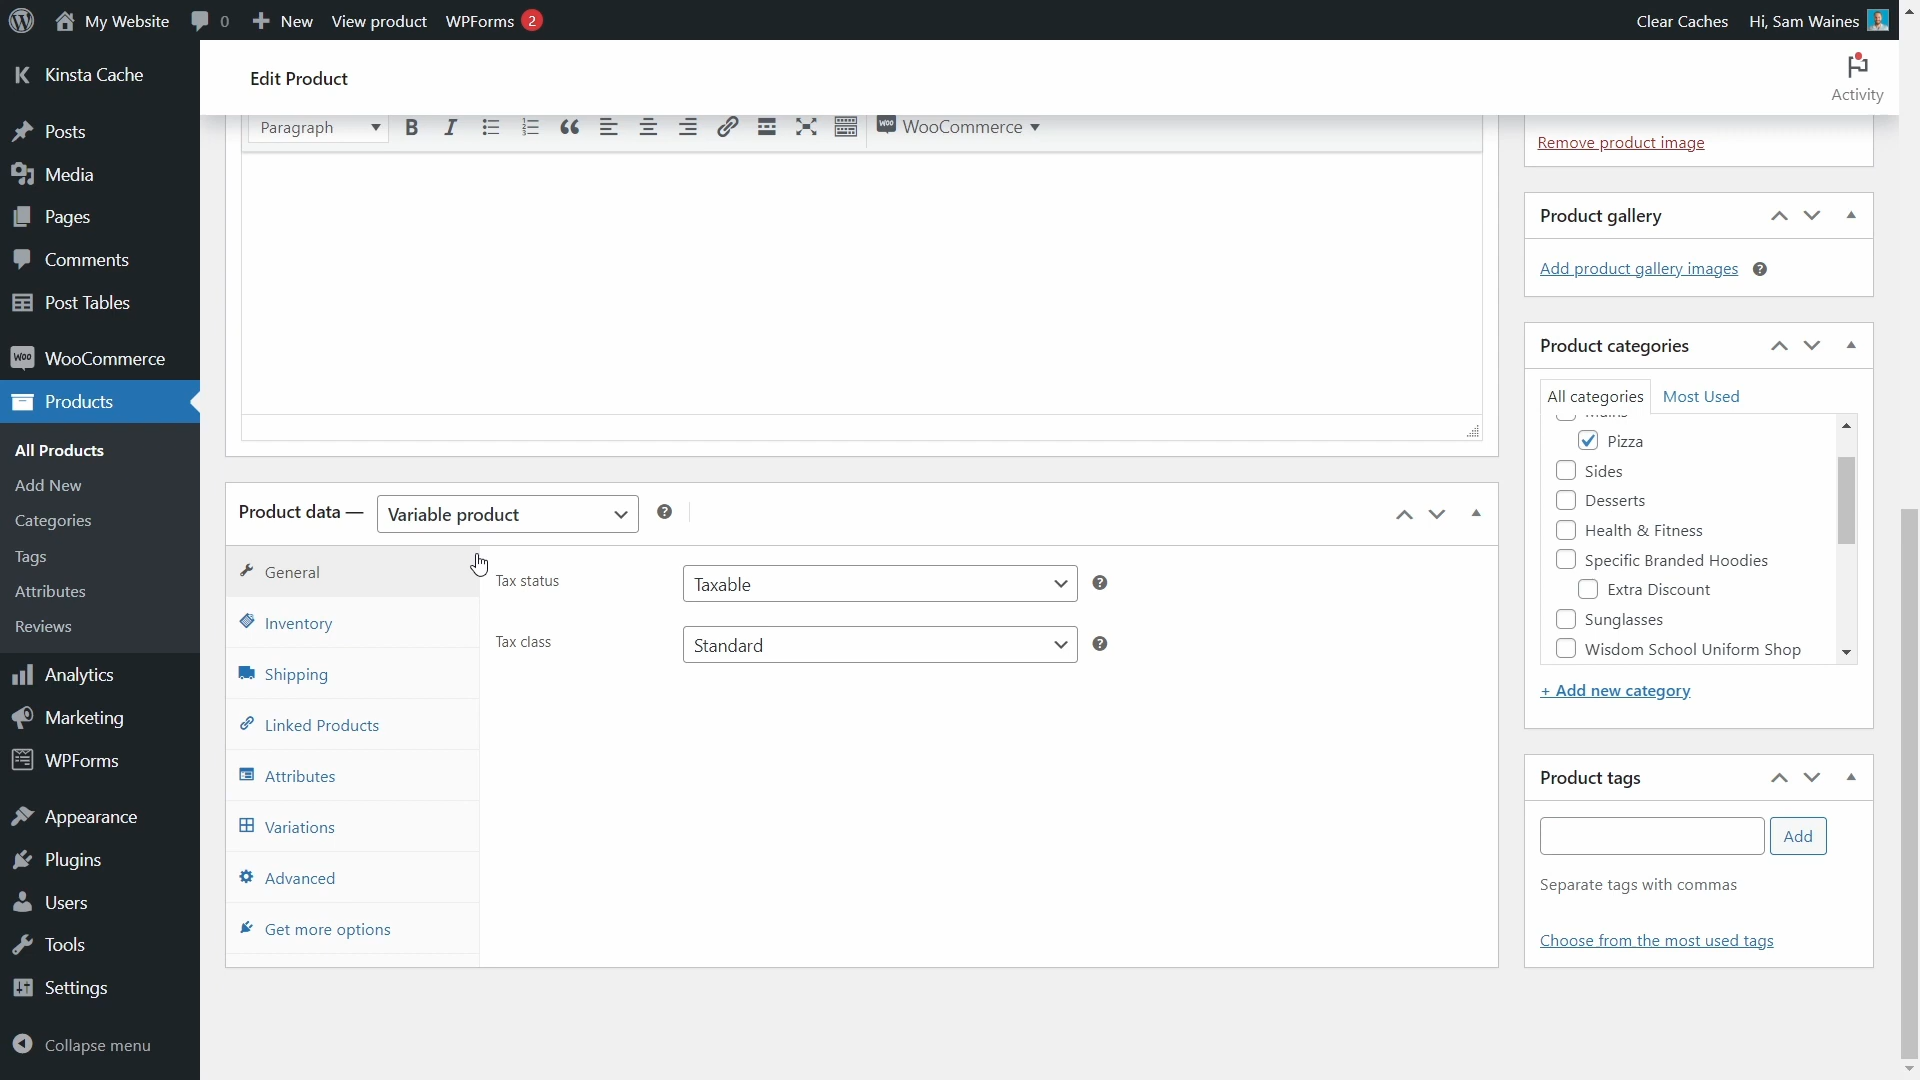 My Website 0 New View product WPForms 2 Clear Caches Hi, Sam Waines
Kinsta Cache
Posts
Media
Pages
Comments
Post Tables
WooCommerce
Products
All Products
Add New
Categories
Tags
Attributes
Reviews
Analytics
Marketing
WPForms
Appearance
Plugins
Users
Tools
Settings
Collapse menu
Edit Product
Activity
Paragraph B I WooCommerce
Product data — Variable product
General
Inventory
Shipping
Linked Products
Attributes
Variations
Advanced
Get more options
Tax status Taxable
Tax class Standard
Remove product image
Product gallery
Add product gallery images
Product categories
All categories Most Used
Pizza
Sides
Desserts
Health & Fitness
Specific Branded Hoodies
Extra Discount
Sunglasses
Wisdom School Uniform Shop
+ Add new category
Product tags
Add
Separate tags with commas
Choose from the most used tags